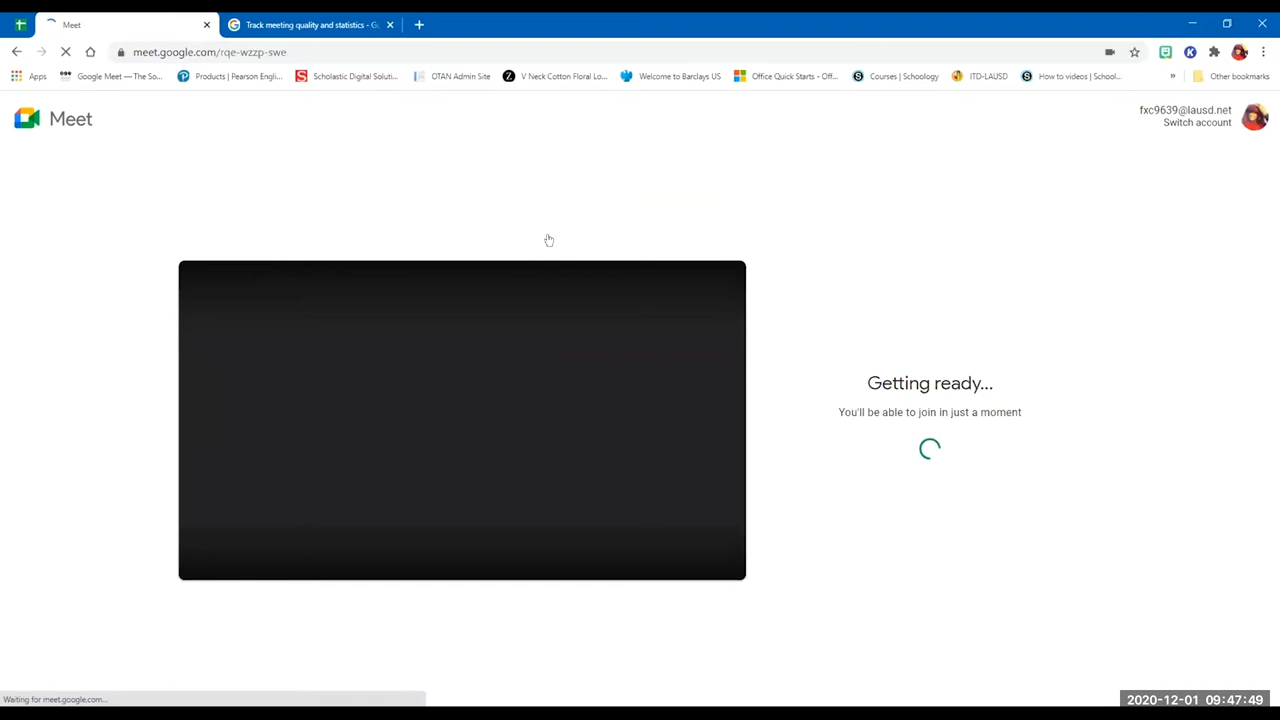 Meet
Track meeting quality and statistics - Go
meet.google.com/rqe-wzzp-swe
Apps
Google Meet — The So...
Products | Pearson Engli...
Scholastic Digital Soluti...
OTAN Admin Site
V Neck Cotton Floral Lo...
Welcome to Barclays US
Office Quick Starts - Off...
Courses | Schoology
ITD-LAUSD
How to videos | School...
»
Other bookmarks
Meet
fxc9639@lausd.net
Switch account
Getting ready...
You'll be able to join in just a moment
Waiting for meet.google.com...
2020-12-01 09:47:49